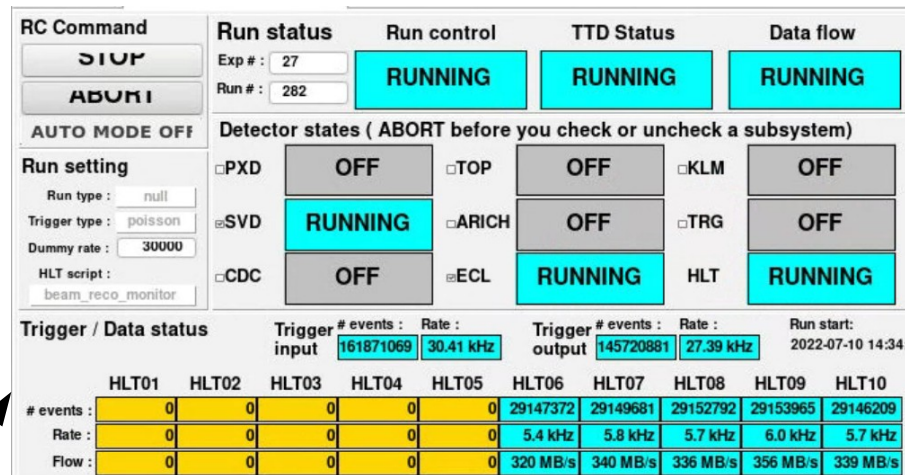 RC Command
STOP
ABORT
AUTO MODE OFF
Run setting
Run type : null
Trigger type : poisson
Dummy rate : 30000
HLT script :
beam_reco_monitor
Run status Run control TTD Status Data flow
Exp # : 27
Run # : 282
RUNNING RUNNING RUNNING
Detector states ( ABORT before you check or uncheck a subsystem)
PXD OFF TOP OFF KLM OFF
SVD RUNNING ARICH OFF TRG OFF
CDC OFF ECL RUNNING HLT RUNNING
Trigger / Data status
Trigger input # events : 161871069 Rate : 30.41 kHz
Trigger output # events : 145720881 Rate : 27.39 kHz
Run start:
2022-07-10 14:34
HLT01 HLT02 HLT03 HLT04 HLT05 HLT06 HLT07 HLT08 HLT09 HLT10
# events : 0 0 0 0 0 29147372 29149681 29152792 29153965 29146209
Rate : 0 0 0 0 0 5.4 kHz 5.8 kHz 5.7 kHz 6.0 kHz 5.7 kHz
Flow : 0 0 0 0 0 320 MB/s 340 MB/s 336 MB/s 356 MB/s 339 MB/s